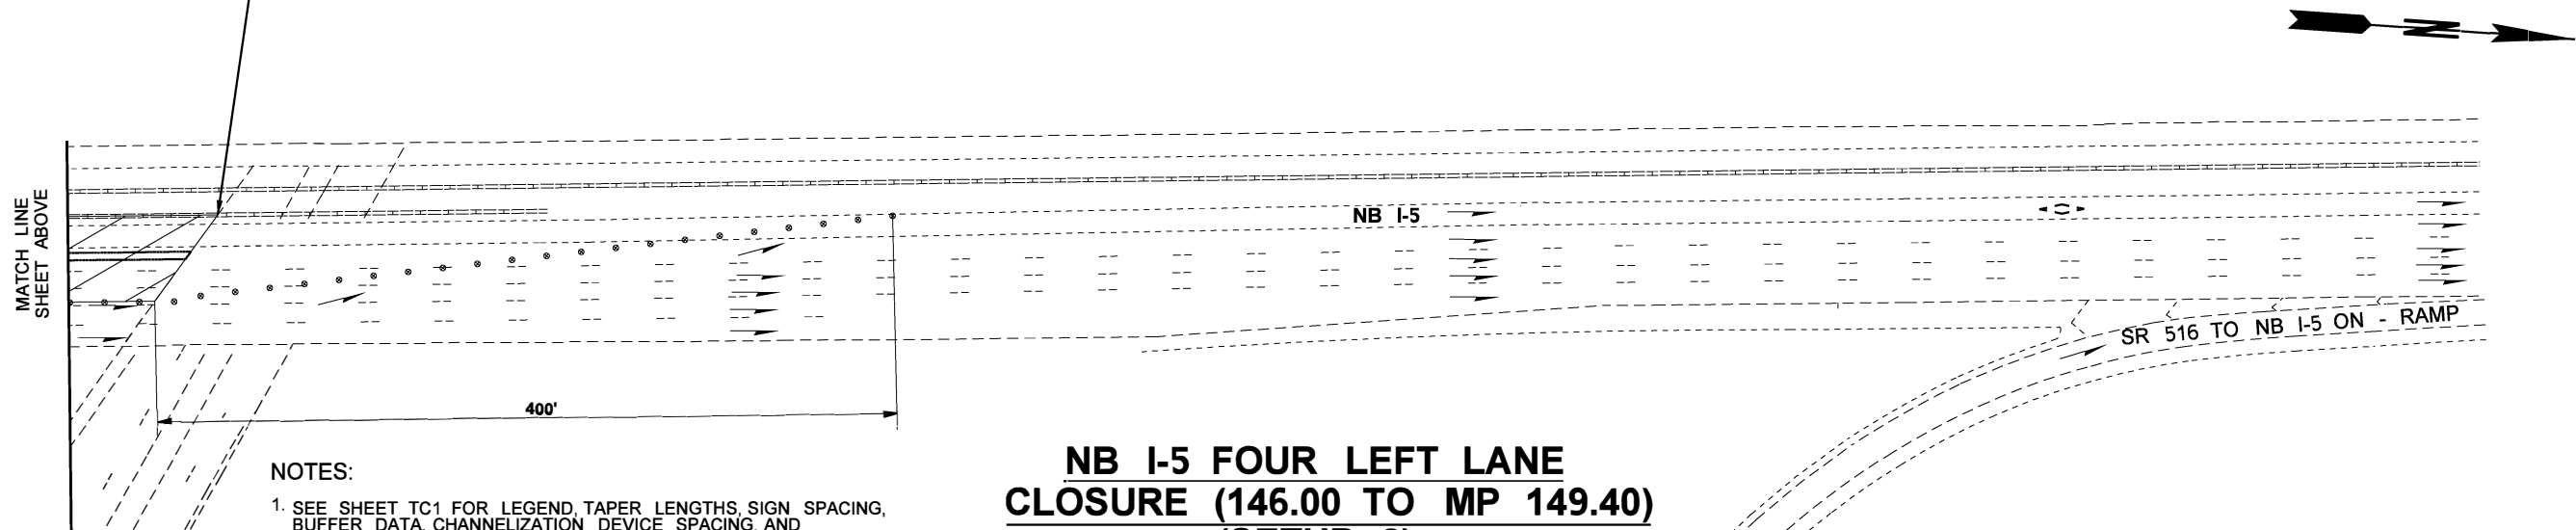 N
MATCH LINE
SHEET ABOVE
NB I-5
SR 516 TO NB I-5 ON - RAMP
400'
NOTES:
1. SEE SHEET TC1 FOR LEGEND, TAPER LENGTHS, SIGN SPACING,
BUFFER DATA, CHANNELIZATION DEVICE SPACING, AND
NB I-5 FOUR LEFT LANE
CLOSURE (146.00 TO MP 149.40)